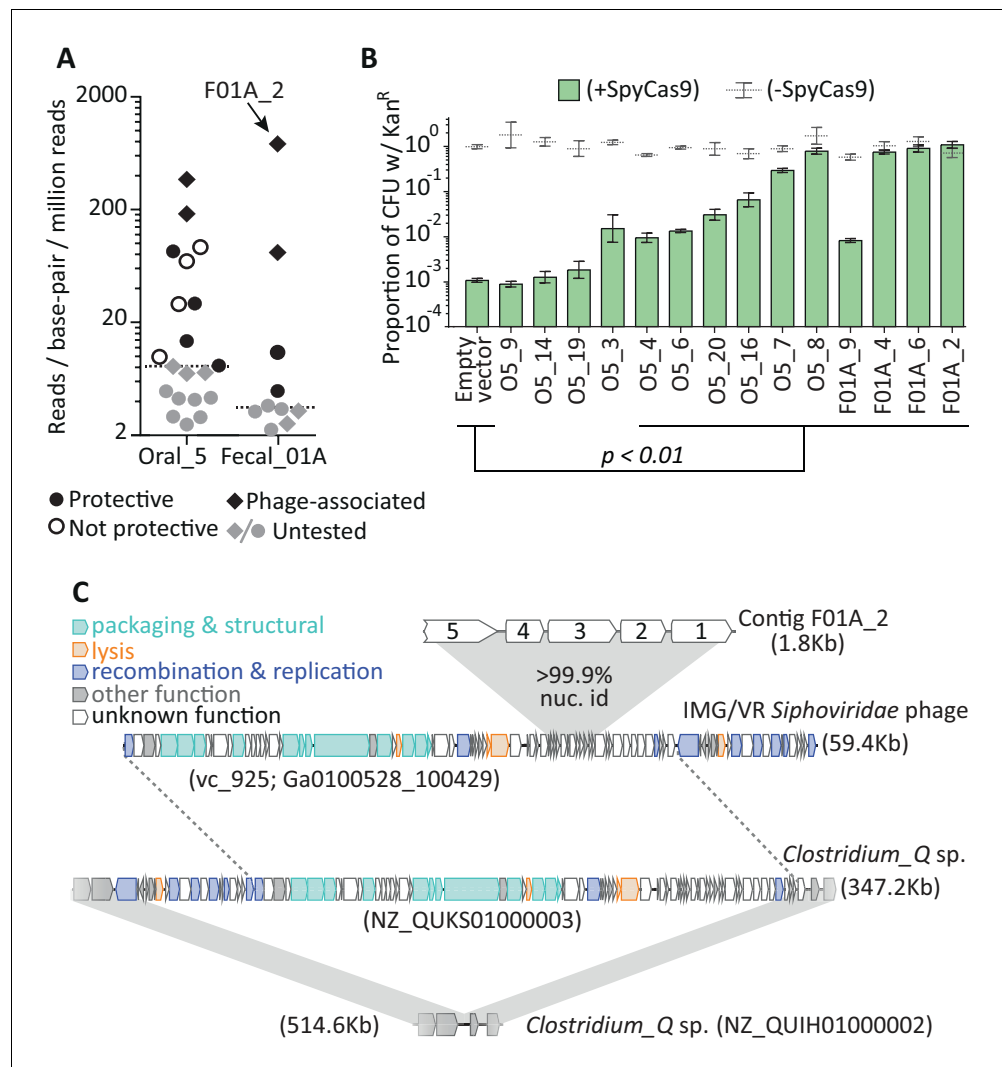 A
F01A_2
2000
200
20
2
Reads / base-pair / million reads
Oral_5 Fecal_01A
Protective
Phage-associated
Not protective
Untested
B
(+SpyCas9) (-SpyCas9)
Proportion of CFU w/ Kan^R
10^0
10^-1
10^-2
10^-3
10^-4
Empty vector
O5_9
O5_14
O5_19
O5_3
O5_4
O5_6
O5_20
O5_16
O5_7
O5_8
F01A_9
F01A_4
F01A_6
F01A_2
p < 0.01
C
packaging & structural
lysis
recombination & replication
other function
unknown function
5 4 3 2 1
Contig F01A_2
(1.8Kb)
>99.9%
nuc. id
IMG/VR Siphoviridae phage
(59.4Kb)
(vc_925; Ga0100528_100429)
Clostridium_Q sp.
(347.2Kb)
(NZ_QUKS01000003)
(514.6Kb) Clostridium_Q sp. (NZ_QUIH01000002)